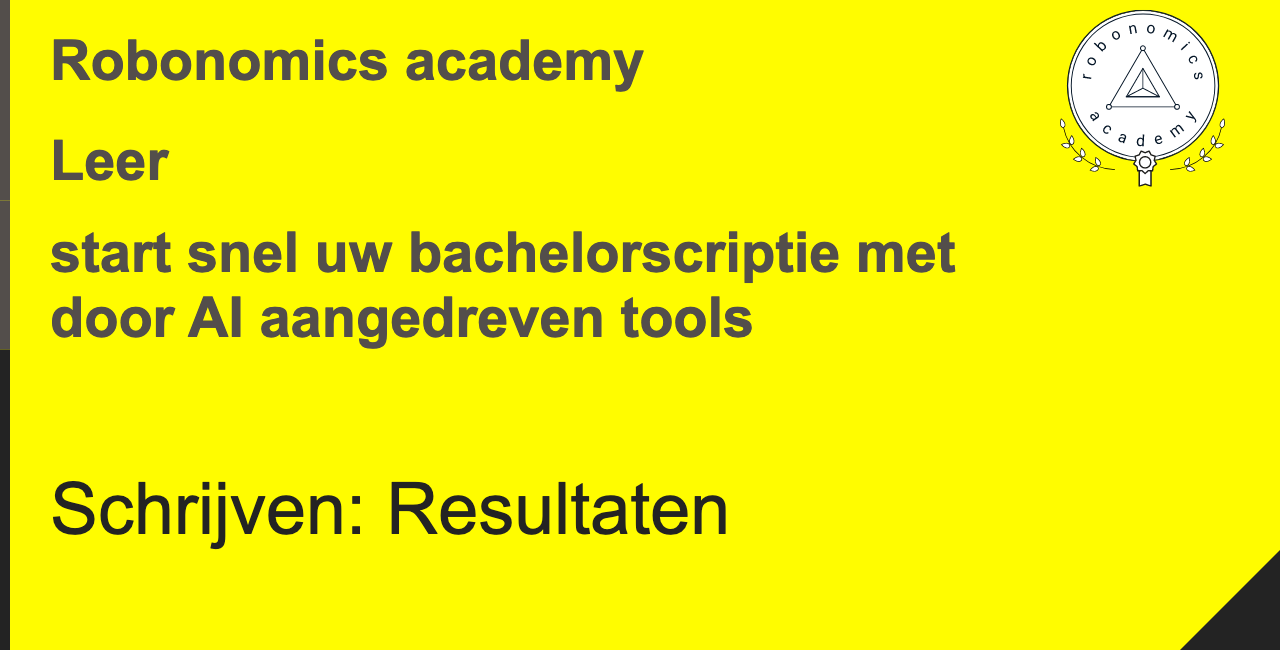 Robonomics academy
Leer
start snel uw bachelorscriptie met
door AI aangedreven tools
Schrijven: Resultaten
robonomics
academy